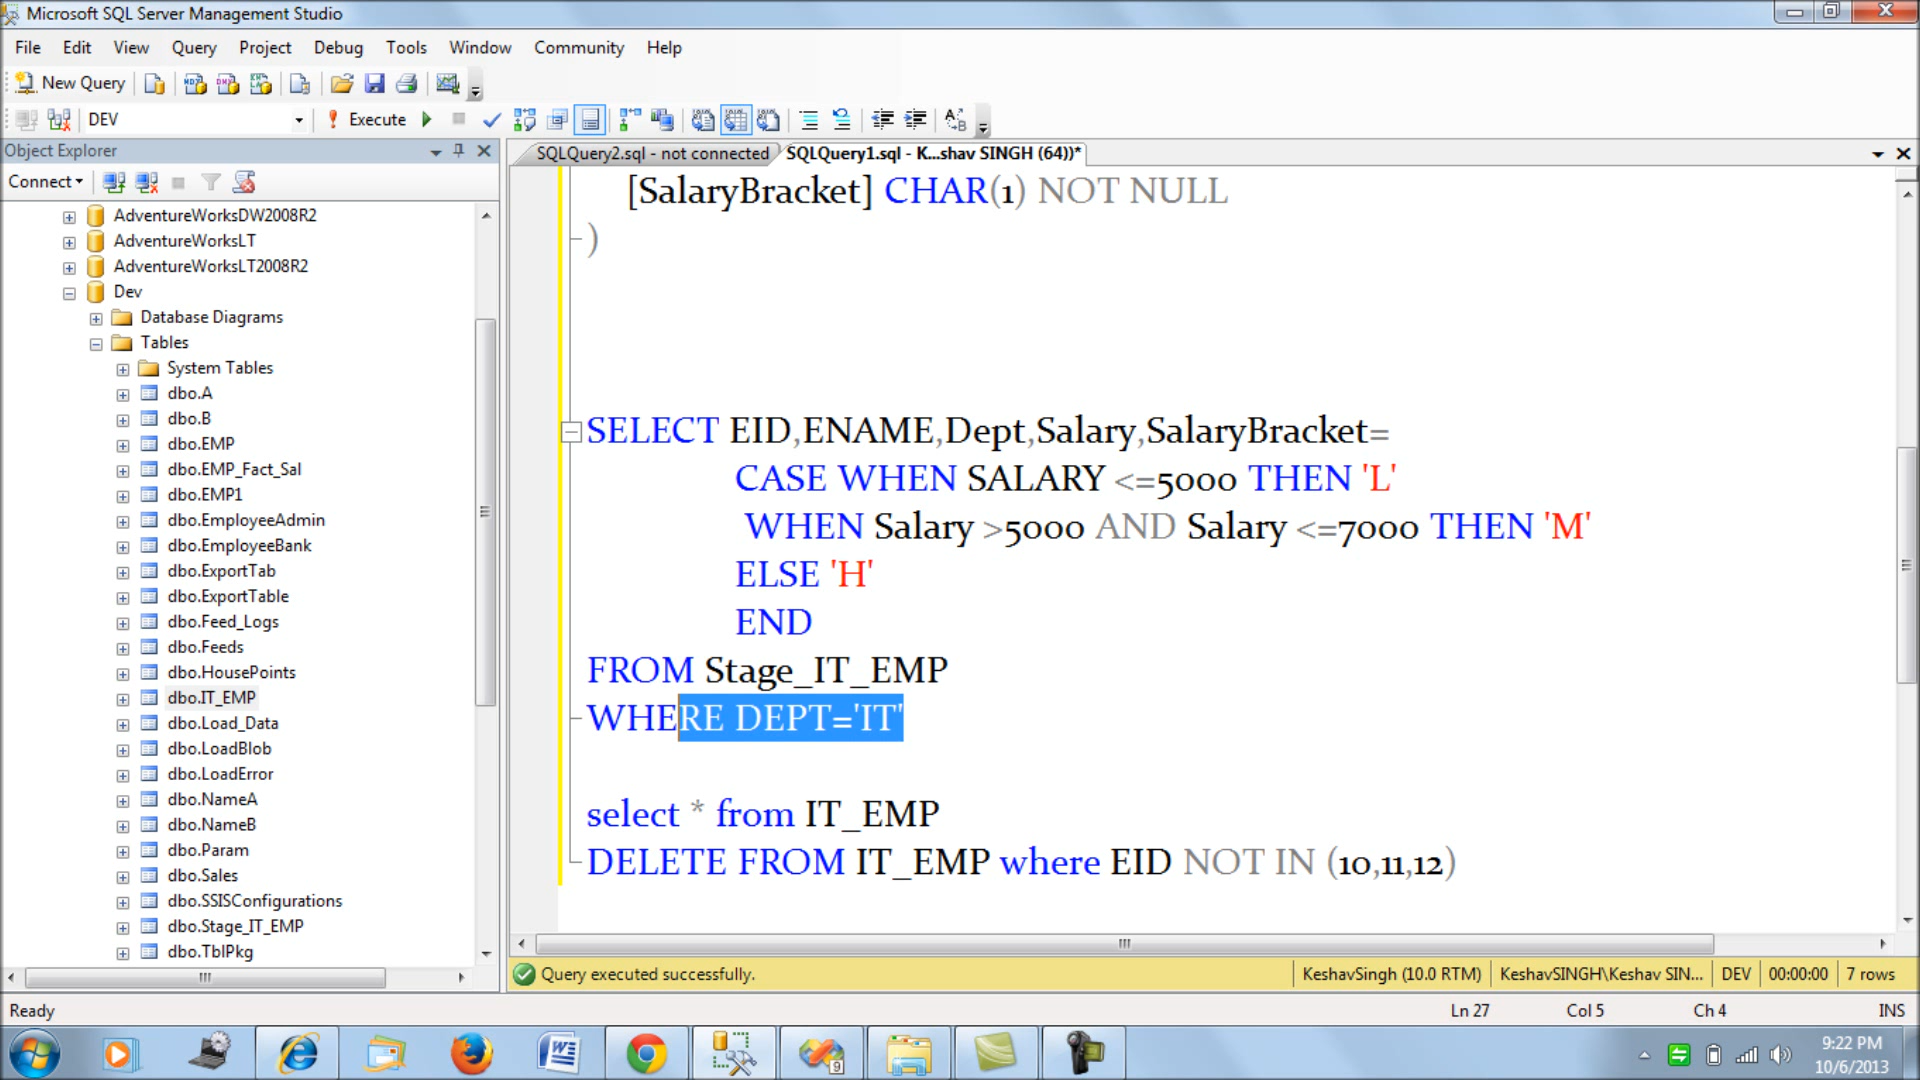 Microsoft SQL Server Management Studio
File Edit View Query Project Debug Tools Window Community Help
New Query
DEV Execute
Object Explorer
SQLQuery2.sql - not connected SQLQuery1.sql - K...shav SINGH (64))*
Connect
AdventureWorksDW2008R2
AdventureWorksLT
AdventureWorksLT2008R2
Dev
Database Diagrams
Tables
System Tables
dbo.A
dbo.B
dbo.EMP
dbo.EMP_Fact_Sal
dbo.EMP1
dbo.EmployeeAdmin
dbo.EmployeeBank
dbo.ExportTab
dbo.ExportTable
dbo.Feed_Logs
dbo.Feeds
dbo.HousePoints
dbo.IT_EMP
dbo.Load_Data
dbo.LoadBlob
dbo.LoadError
dbo.NameA
dbo.NameB
dbo.Param
dbo.Sales
dbo.SSISConfigurations
dbo.Stage_IT_EMP
dbo.TblPkg
[SalaryBracket] CHAR(1) NOT NULL
)
SELECT EID,ENAME,Dept,Salary,SalaryBracket=
CASE WHEN SALARY <=5000 THEN 'L'
WHEN Salary >5000 AND Salary <=7000 THEN 'M'
ELSE 'H'
END
FROM Stage_IT_EMP
WHERE DEPT='IT'
select * from IT_EMP
DELETE FROM IT_EMP where EID NOT IN (10,11,12)
Query executed successfully. KeshavSingh (10.0 RTM) KeshavSINGH\Keshav SIN... DEV 00:00:00 7 rows
Ready Ln 27 Col 5 Ch 4 INS
9:22 PM
10/6/2013